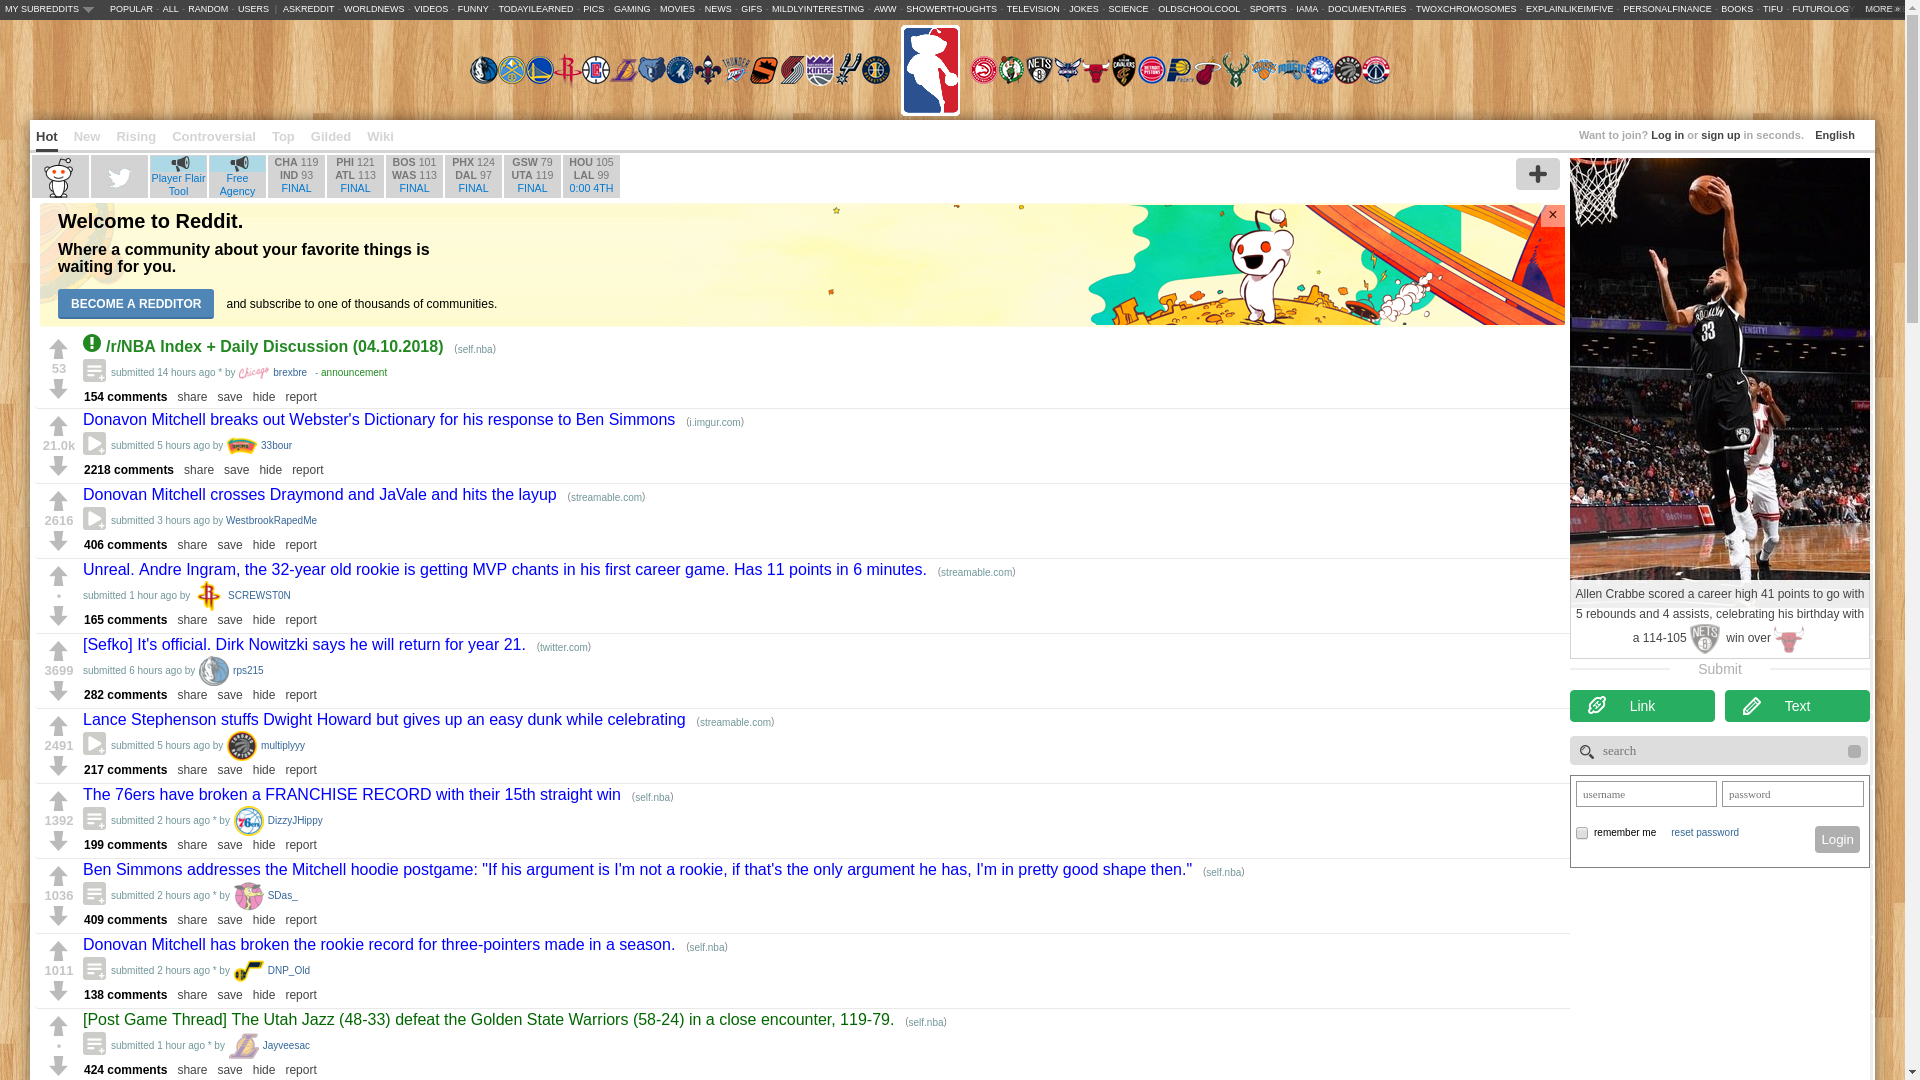 MY SUBREDDITS POPULAR - ALL - RANDOM - USERS | ASKREDDIT - WORLDNEWS - VIDEOS - FUNNY - TODAYILEARNED - PICS - GAMING - MOVIES - NEWS - GIFS - MILDLYINTERESTING - AWW - SHOWERTHOUGHTS - TELEVISION - JOKES - SCIENCE - OLDSCHOOLCOOL - SPORTS - IAMA - DOCUMENTARIES - TWOXCHROMOSOMES - EXPLAINLIKEIMFIVE - PERSONALFINANCE - BOOKS - TIFU - FUTUROLOGY MORE »
Hot New Rising Controversial Top Gilded Wiki
Want to join? Log in or sign up in seconds. English
Player Flair Tool
Free Agency
CHA 119 IND 93 FINAL
PHI 121 ATL 113 FINAL
BOS 101 WAS 113 FINAL
PHX 124 DAL 97 FINAL
GSW 79 UTA 119 FINAL
HOU 105 LAL 99 0:00 4TH
Welcome to Reddit.
Where a community about your favorite things is
waiting for you.
BECOME A REDDITOR and subscribe to one of thousands of communities.
×
/r/NBA Index + Daily Discussion (04.10.2018) (self.nba)
53
submitted 14 hours ago * by brexbre - announcement
154 comments share save hide report
Donavon Mitchell breaks out Webster's Dictionary for his response to Ben Simmons (i.imgur.com)
21.0k
submitted 5 hours ago by 33bour
2218 comments share save hide report
Donovan Mitchell crosses Draymond and JaVale and hits the layup (streamable.com)
2616
submitted 3 hours ago by WestbrookRapedMe
406 comments share save hide report
Unreal. Andre Ingram, the 32-year old rookie is getting MVP chants in his first career game. Has 11 points in 6 minutes. (streamable.com)
•
submitted 1 hour ago by SCREWST0N
165 comments share save hide report
[Sefko] It's official. Dirk Nowitzki says he will return for year 21. (twitter.com)
3699
submitted 6 hours ago by rps215
282 comments share save hide report
Lance Stephenson stuffs Dwight Howard but gives up an easy dunk while celebrating (streamable.com)
2491
submitted 5 hours ago by multiplyyy
217 comments share save hide report
The 76ers have broken a FRANCHISE RECORD with their 15th straight win (self.nba)
1392
submitted 2 hours ago * by DizzyJHippy
199 comments share save hide report
Ben Simmons addresses the Mitchell hoodie postgame: "If his argument is I'm not a rookie, if that's the only argument he has, I'm in pretty good shape then." (self.nba)
1036
submitted 2 hours ago * by SDas_
409 comments share save hide report
Donovan Mitchell has broken the rookie record for three-pointers made in a season. (self.nba)
1011
submitted 2 hours ago * by DNP_Old
138 comments share save hide report
[Post Game Thread] The Utah Jazz (48-33) defeat the Golden State Warriors (58-24) in a close encounter, 119-79. (self.nba)
•
submitted 1 hour ago * by Jayveesac
424 comments share save hide report
BROOKLYN
33
NETS
Allen Crabbe scored a career high 41 points to go with
5 rebounds and 4 assists, celebrating his birthday with
a 114-105 NETS win over
Submit
Link Text
search
username password
remember me reset password
Login